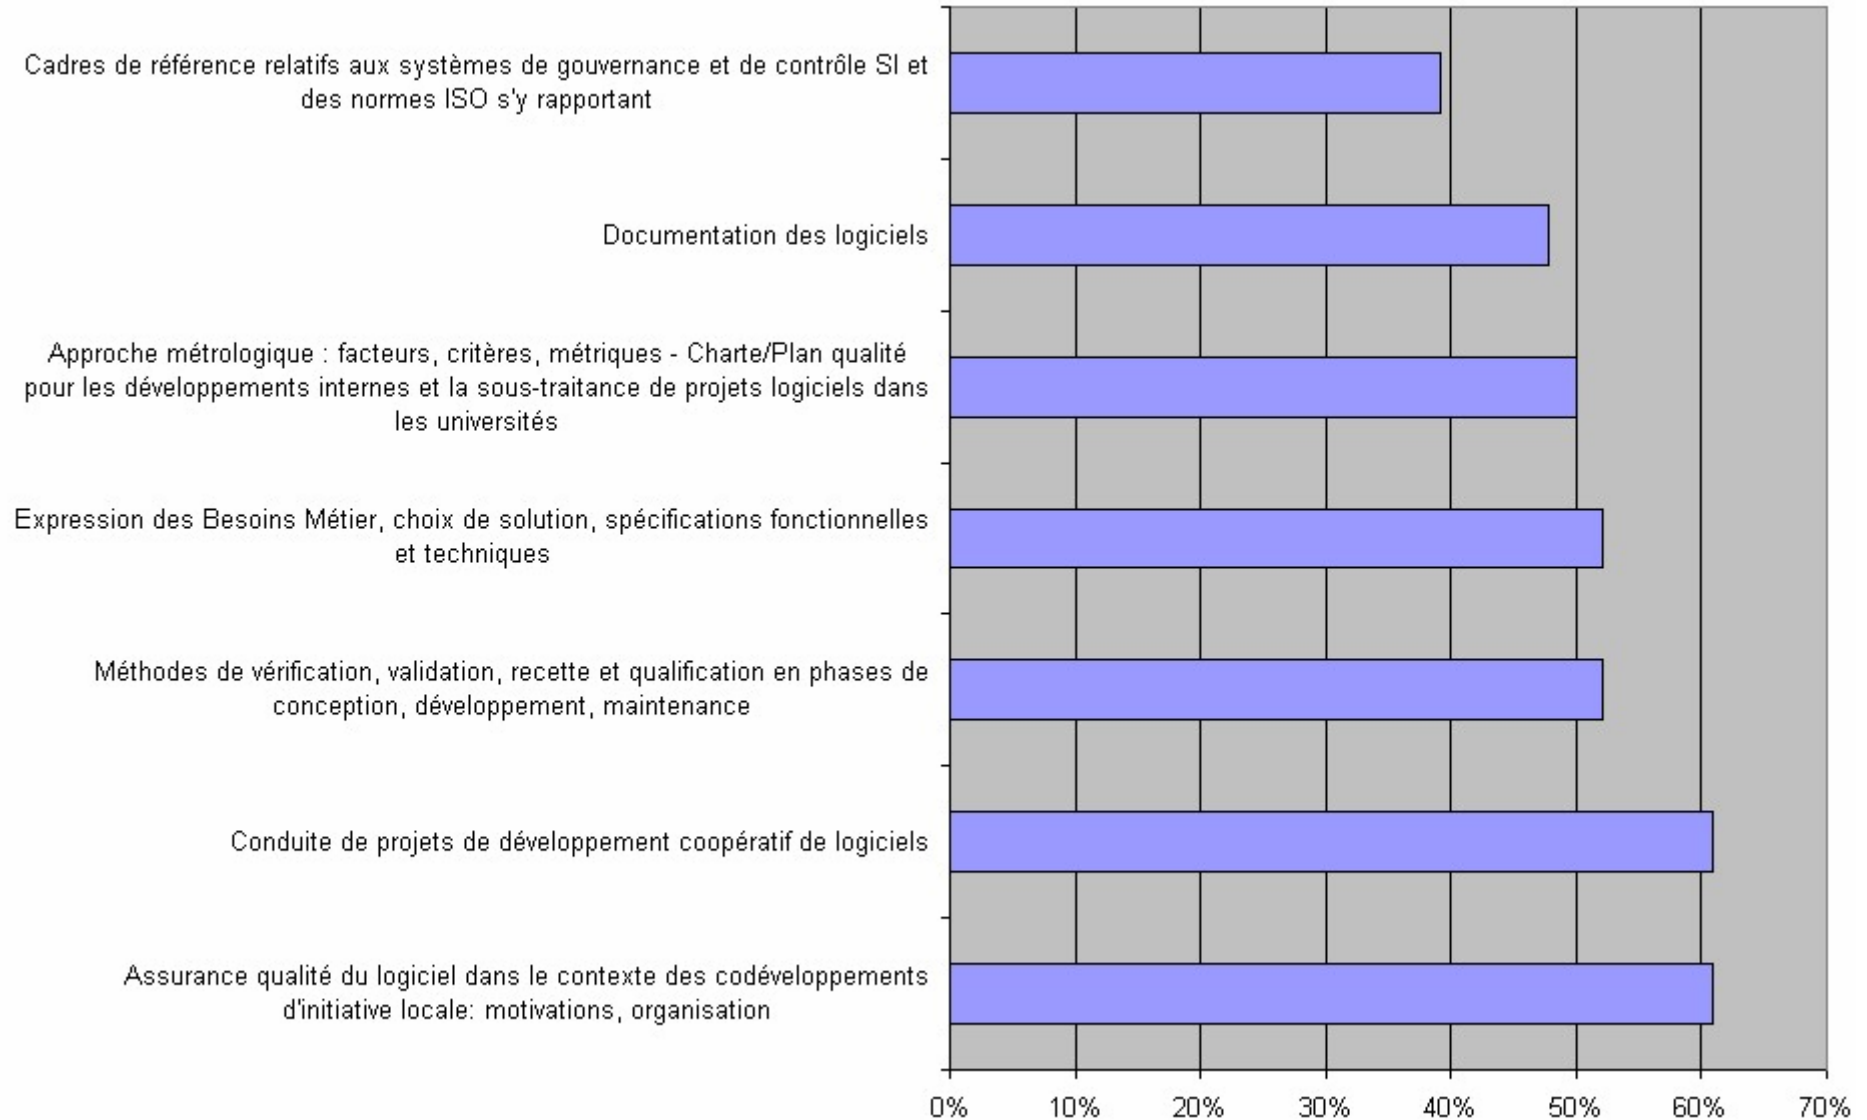 Cadres de référence relatifs aux systèmes de gouvernance et de contrôle SI et
des normes ISO s'y rapportant
Documentation des logiciels
Approche métrologique : facteurs, critères, métriques - Charte/Plan qualité
pour les développements internes et la sous-traitance de projets logiciels dans
les universités
Expression des Besoins Métier, choix de solution, spécifications fonctionnelles
et techniques
Méthodes de vérification, validation, recette et qualification en phases de
conception, développement, maintenance
Conduite de projets de développement coopératif de logiciels
Assurance qualité du logiciel dans le contexte des codéveloppements
d'initiative locale: motivations, organisation
0% 10% 20% 30% 40% 50% 60% 70%